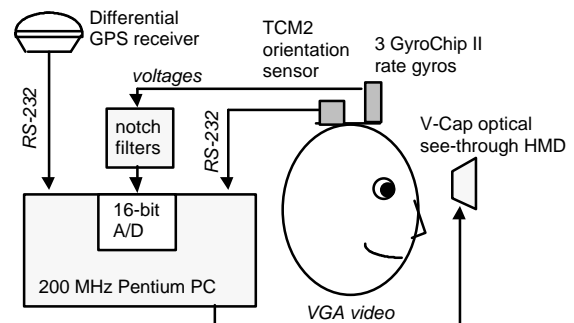 Differential
GPS receiver
TCM2
orientation
sensor
3 GyroChip II
rate gyros
voltages
RS-232
notch
filters
RS-232
V-Cap optical
see-through HMD
16-bit
A/D
200 MHz Pentium PC
VGA video